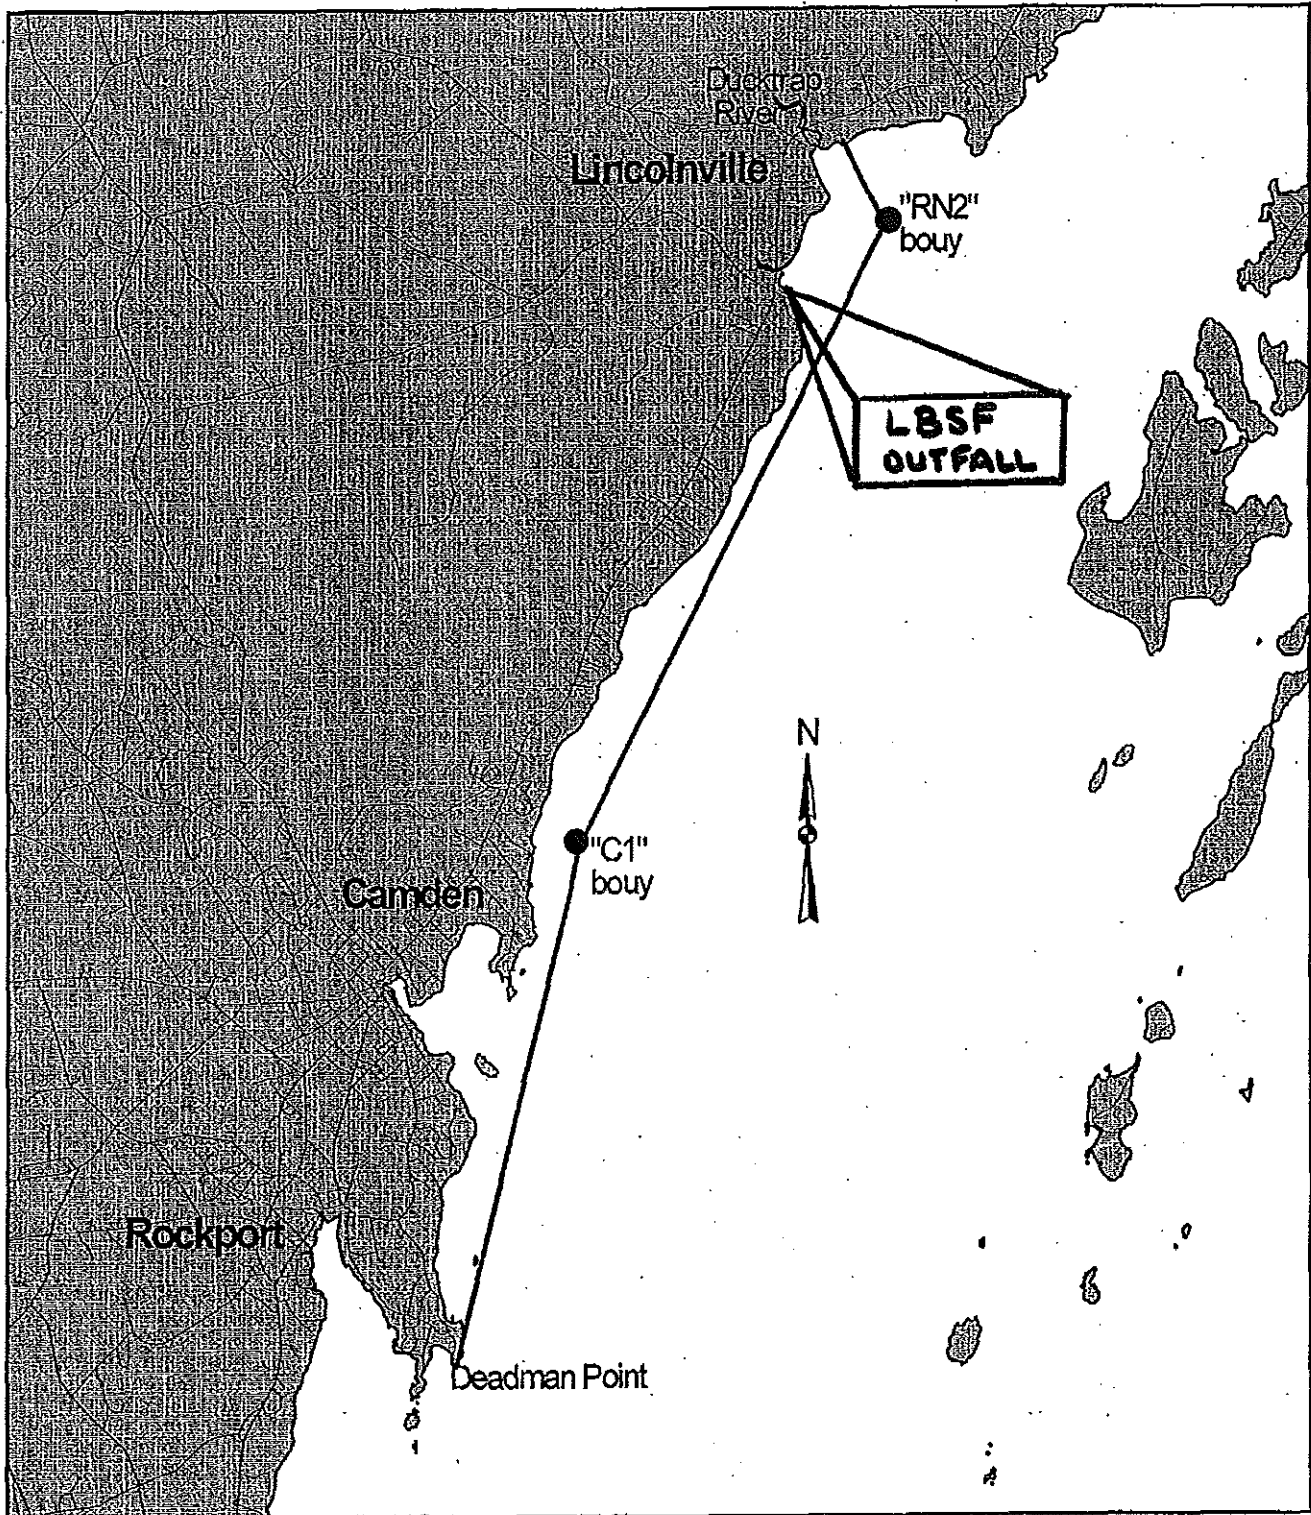 Ducktrap
River
Lincolnville
"RN2"
bouy
LBSF
OUTFALL
N
"C1"
bouy
Camden
Rockport
Deadman Point